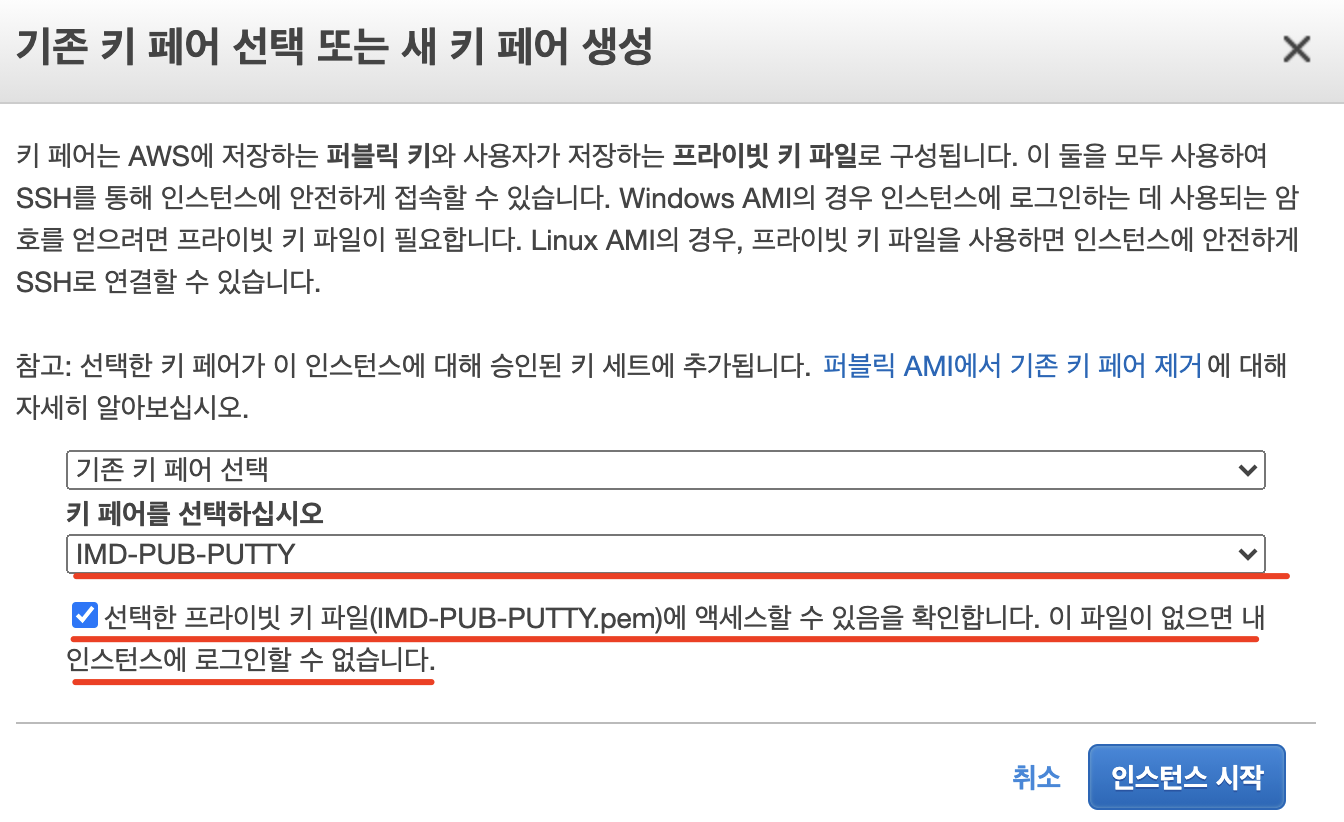 기존 키 페어 선택 또는 새 키 페어 생성
키 페어는 AWS에 저장하는 퍼블릭 키와 사용자가 저장하는 프라이빗 키 파일로 구성됩니다. 이 둘을 모두 사용하여
SSH를 통해 인스턴스에 안전하게 접속할 수 있습니다. Windows AMI의 경우 인스턴스에 로그인하는 데 사용되는 암
호를 얻으려면 프라이빗 키 파일이 필요합니다. Linux AMI의 경우, 프라이빗 키 파일을 사용하면 인스턴스에 안전하게
SSH로 연결할 수 있습니다.
참고: 선택한 키 페어가 이 인스턴스에 대해 승인된 키 세트에 추가됩니다. 퍼블릭 AMI에서 기존 키 페어 제거 에 대해
자세히 알아보십시오.
기존 키 페어 선택
키 페어를 선택하십시오
IMD-PUB-PUTTY
선택한 프라이빗 키 파일(IMD-PUB-PUTTY.pem)에 액세스할 수 있음을 확인합니다. 이 파일이 없으면 내
인스턴스에 로그인할 수 없습니다.
취소 인스턴스 시작